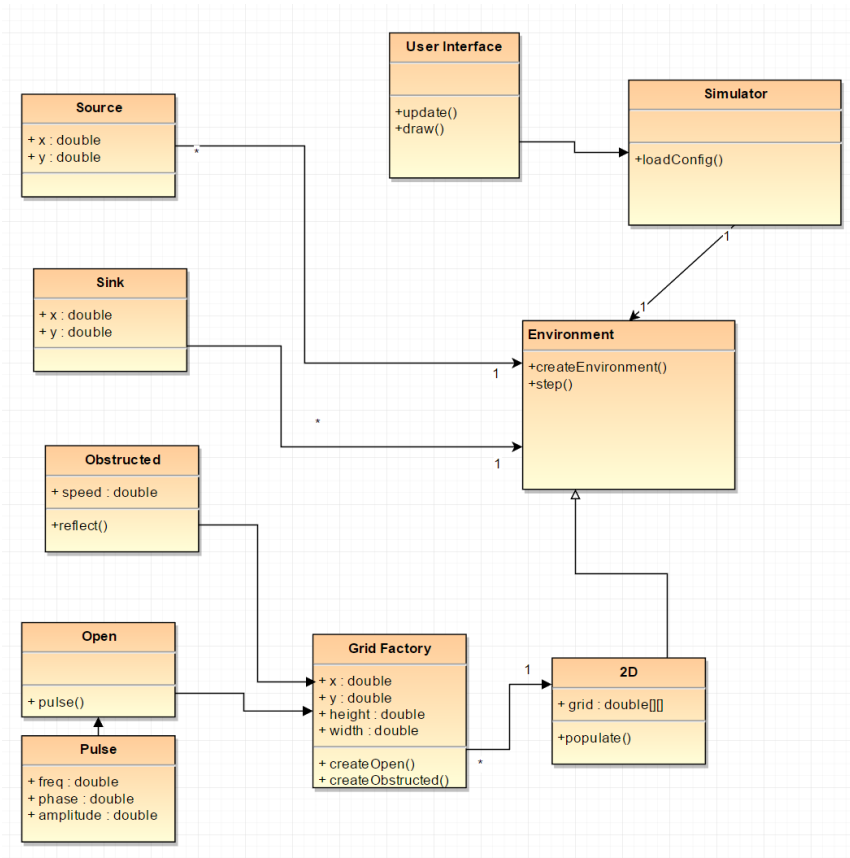 User Interface
+update()
+draw()
Simulator
+loadConfig()
Source
+ x : double
+ y : double
*
1
1
Sink
+ x : double
+ y : double
Environment
+createEnvironment()
+step()
1
*
1
Obstructed
+ speed : double
+reflect()
Open
+ pulse()
Grid Factory
+ x : double
+ y : double
+ height : double
+ width : double
+ createOpen()
+ createObstructed()
1
*
2D
+ grid : double[][]
+populate()
Pulse
+ freq : double
+ phase : double
+ amplitude : double